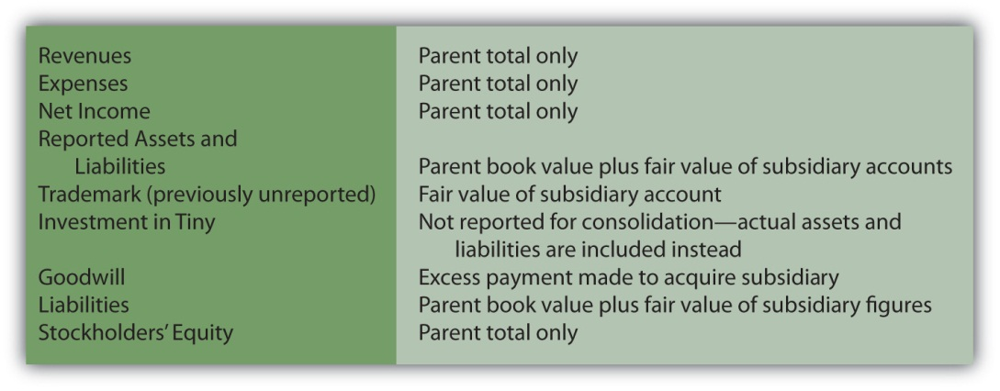 Revenues Parent total only
Expenses Parent total only
Net Income Parent total only
Reported Assets and
Liabilities Parent book value plus fair value of subsidiary accounts
Trademark (previously unreported) Fair value of subsidiary account
Investment in Tiny Not reported for consolidation—actual assets and
liabilities are included instead
Goodwill Excess payment made to acquire subsidiary
Liabilities Parent book value plus fair value of subsidiary figures
Stockholders’ Equity Parent total only